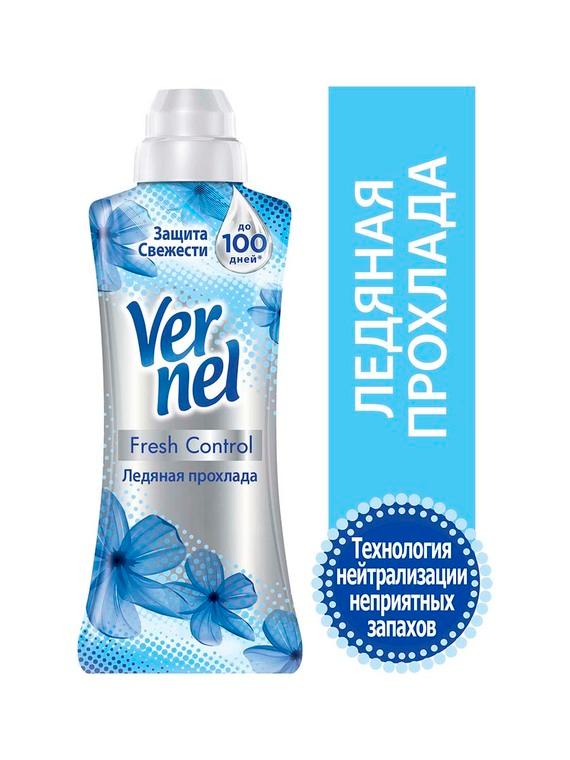 Защита
Свежести
до
100
дней*
Ver
nel
Fresh Control
Ледяная прохлада
ЛЕДЯНАЯ
ПРОХЛАДА
Технология
нейтрализации
неприятных
запахов